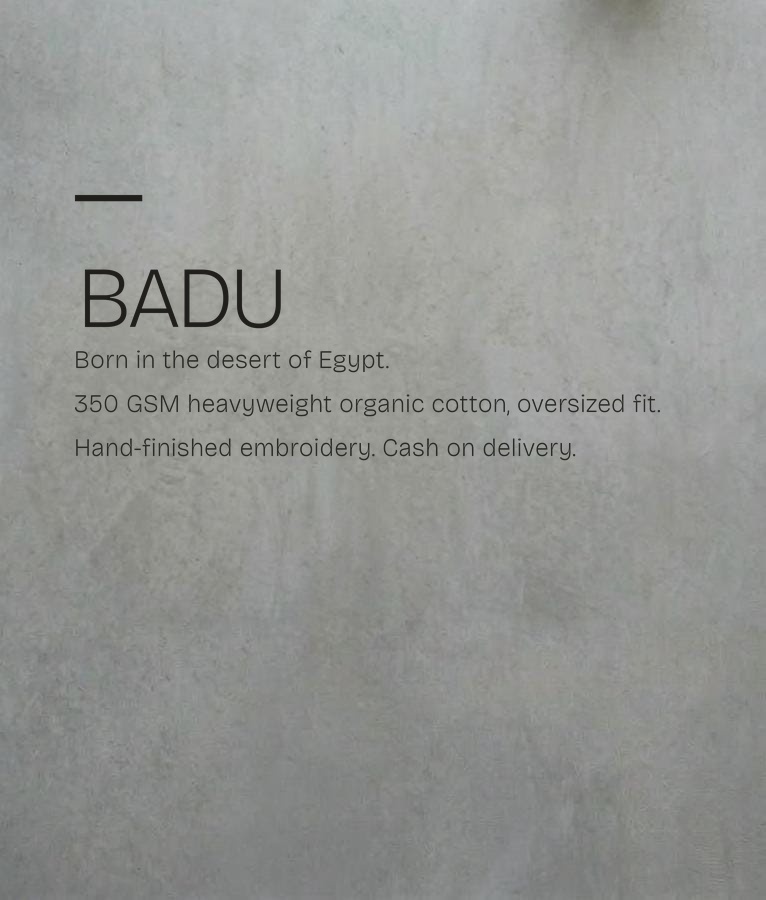 BADU
Born in the desert of Egypt.
350 GSM heavyweight organic cotton, oversized fit.
Hand-finished embroidery. Cash on delivery.